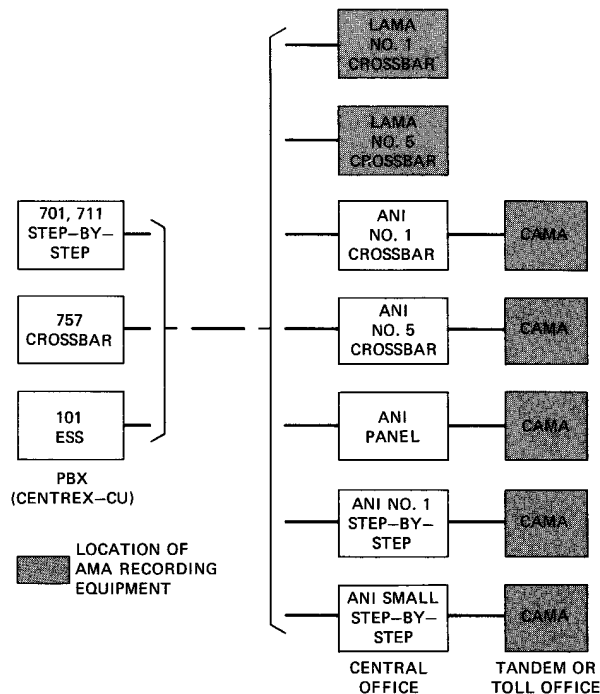 LAMA
NO. 1
CROSSBAR
LAMA
NO. 5
CROSSBAR
701, 711
STEP–BY–
STEP
ANI
NO. 1
CROSSBAR
CAMA
757
CROSSBAR
ANI
NO. 5
CROSSBAR
CAMA
101
ESS
ANI
PANEL
CAMA
PBX
(CENTREX–CU)
ANI NO. 1
STEP–BY–
STEP
CAMA
LOCATION OF
AMA RECORDING
EQUIPMENT
ANI SMALL
STEP–BY–
STEP
CAMA
CENTRAL
OFFICE
TANDEM OR
TOLL OFFICE